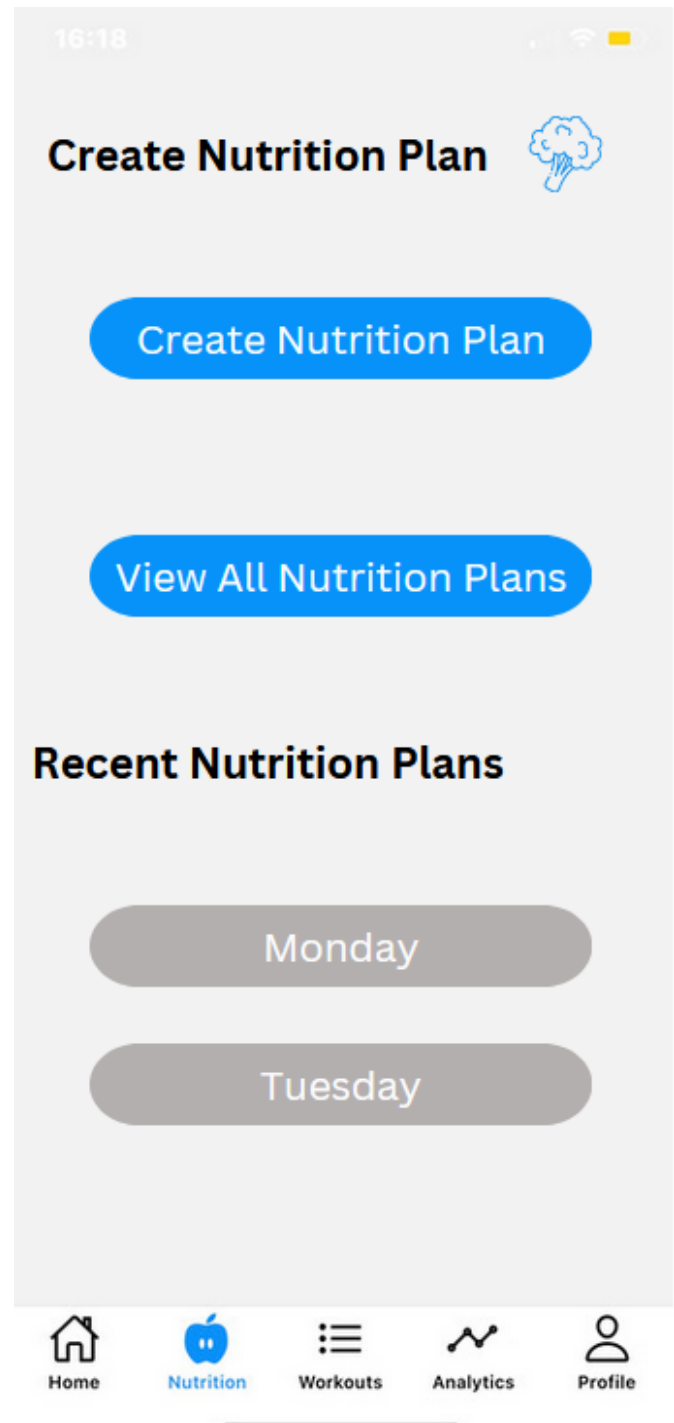 16:18
Create Nutrition Plan
Create Nutrition Plan
View All Nutrition Plans
Recent Nutrition Plans
Monday
Tuesday
Home Nutrition Workouts Analytics Profile